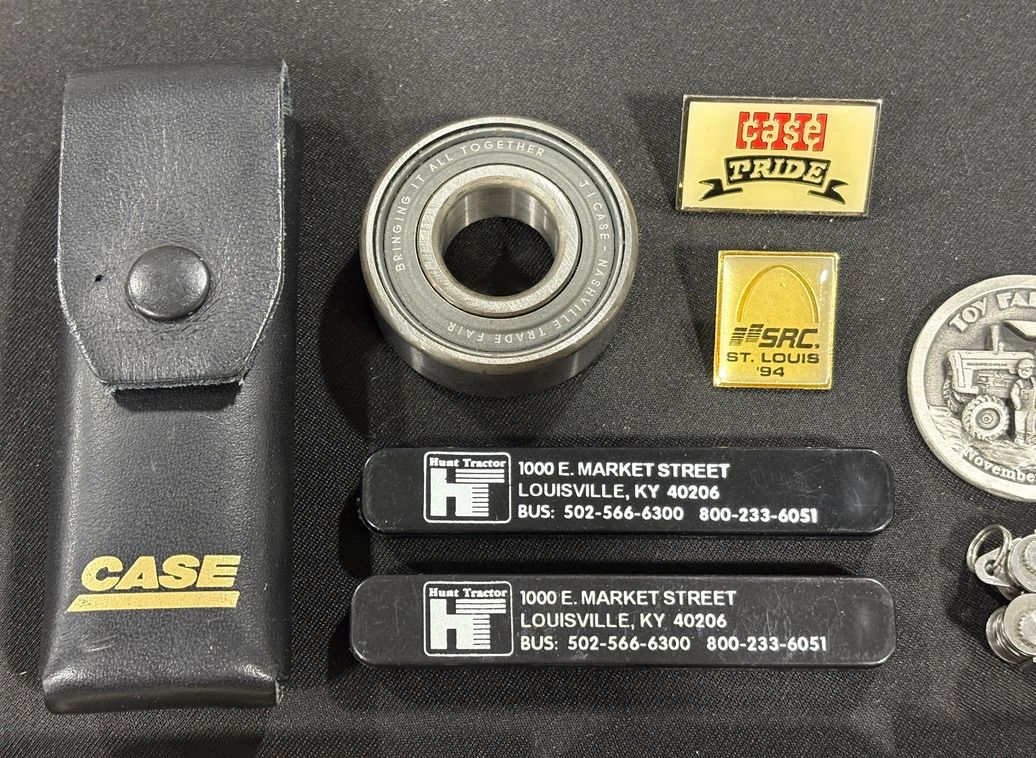 CASE
BRINGING IT ALL TOGETHER
J I CASE - NASHVILLE TRADE FAIR
case
PRIDE
SRC.
ST. LOUIS
'94
Hunt Tractor
HT
1000 E. MARKET STREET
LOUISVILLE, KY 40206
BUS: 502-566-6300 800-233-6051
Hunt Tractor
HT
1000 E. MARKET STREET
LOUISVILLE, KY 40206
BUS: 502-566-6300 800-233-6051
TOY